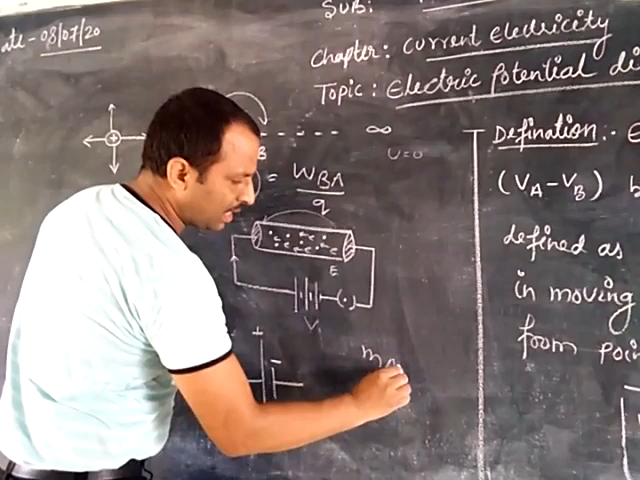 ate - 08/07/20
SUB:
Chapter: Current electricity
Topic: Electric Potential di
∞
U=0
B
= WBA
q
E
V
+
-
m
Defination:- E
(VA-VB) b
defined as
in moving
foom poin